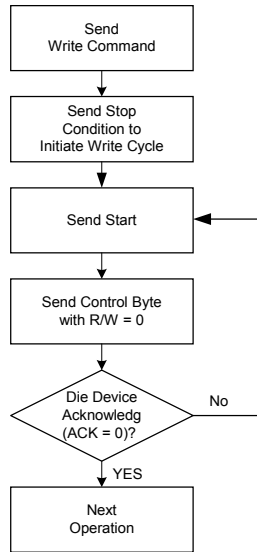 Send
Write Command
Send Stop
Condition to
Initiate Write Cycle
Send Start
Send Control Byte
with R/W = 0
Die Device
Acknowledg
(ACK = 0)?
No
YES
Next
Operation